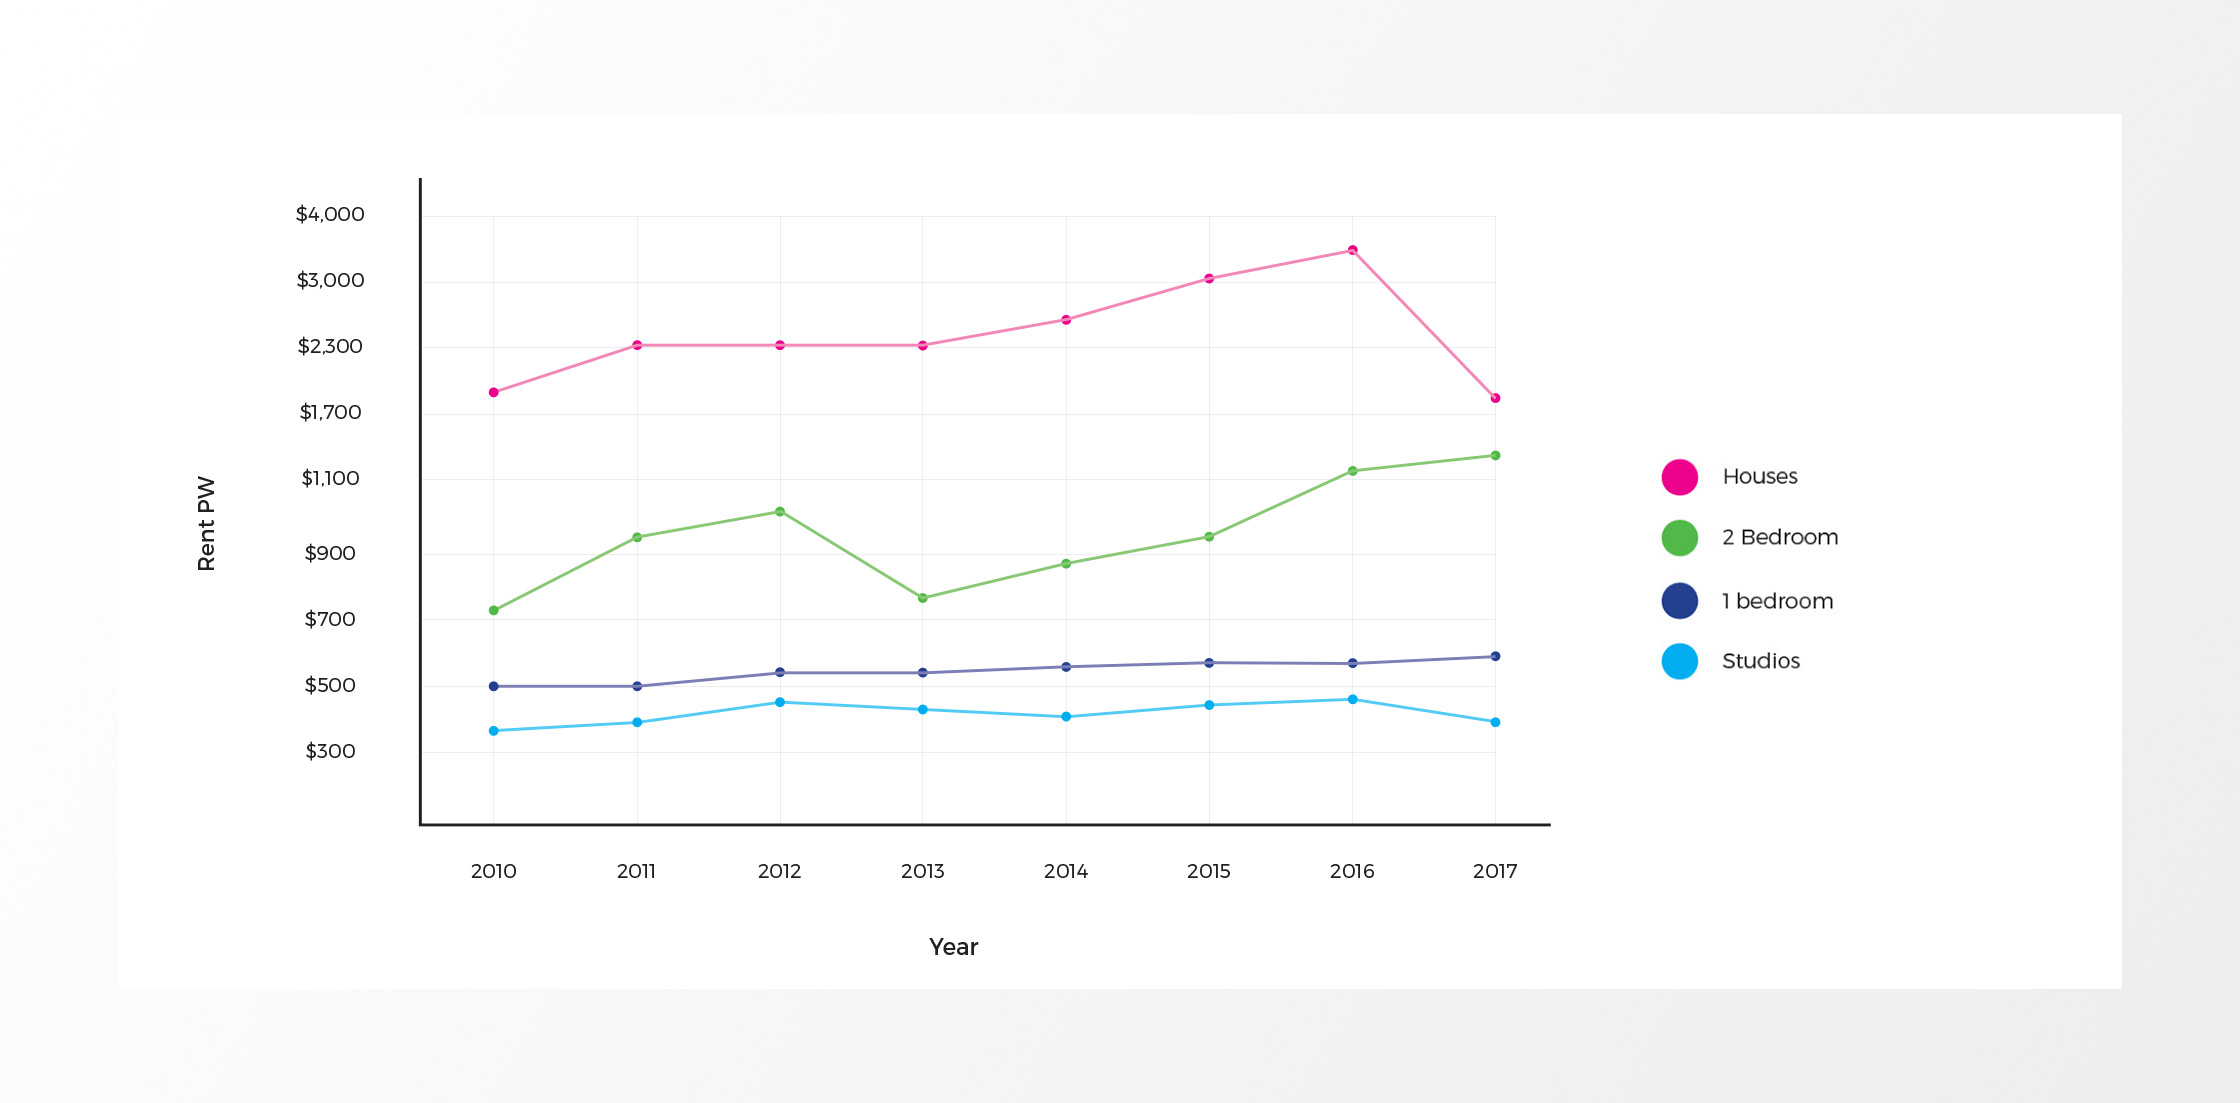 $4,000
$3,000
$2,300
$1,700
$1,100
$900
$700
$500
$300
Rent PW
2010 2011 2012 2013 2014 2015 2016 2017
Year
Houses
2 Bedroom
1 bedroom
Studios